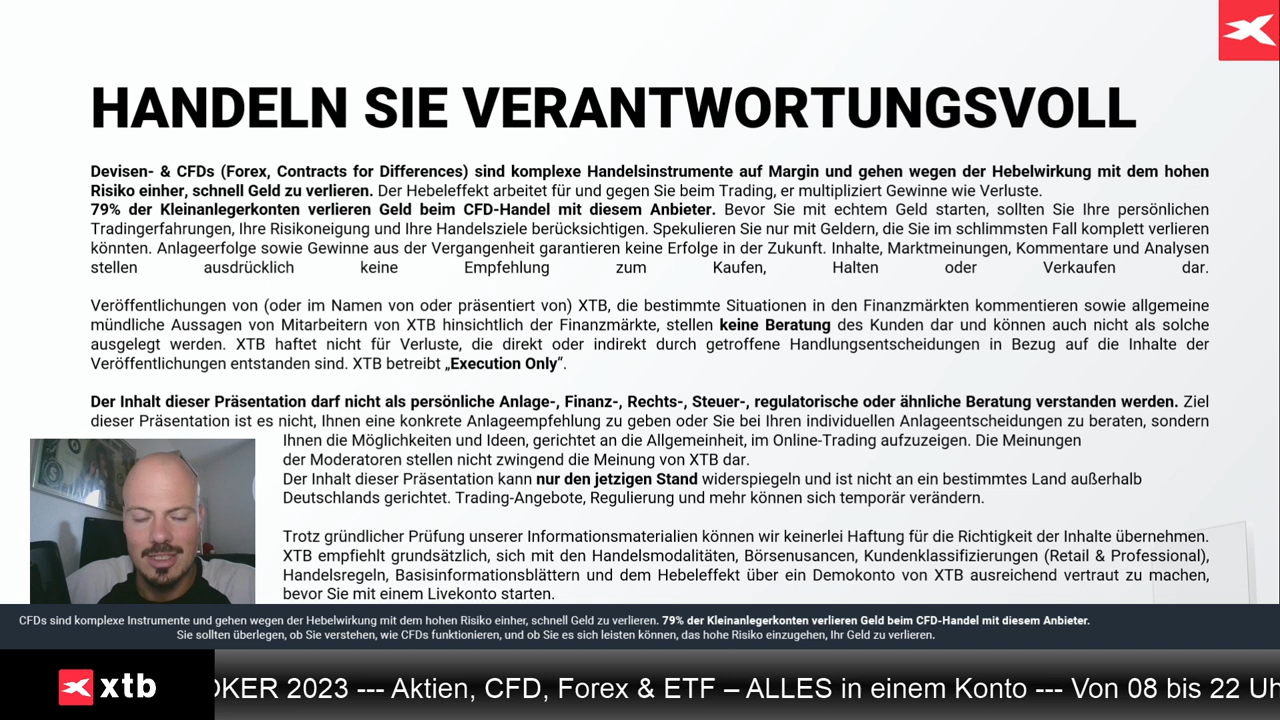 HANDELN SIE VERANTWORTUNGSVOLL
Devisen- & CFDs (Forex, Contracts for Differences) sind komplexe Handelsinstrumente auf Margin und gehen wegen der Hebelwirkung mit dem hohen
Risiko einher, schnell Geld zu verlieren. Der Hebeleffekt arbeitet für und gegen Sie beim Trading, er multipliziert Gewinne wie Verluste.
79% der Kleinanlegerkonten verlieren Geld beim CFD-Handel mit diesem Anbieter. Bevor Sie mit echtem Geld starten, sollten Sie Ihre persönlichen
Tradingerfahrungen, Ihre Risikoneigung und Ihre Handelsziele berücksichtigen. Spekulieren Sie nur mit Geldern, die Sie im schlimmsten Fall komplett verlieren
könnten. Anlageerfolge sowie Gewinne aus der Vergangenheit garantieren keine Erfolge in der Zukunft. Inhalte, Marktmeinungen, Kommentare und Analysen
stellen ausdrücklich keine Empfehlung zum Kaufen, Halten oder Verkaufen dar.
Veröffentlichungen von (oder im Namen von oder präsentiert von) XTB, die bestimmte Situationen in den Finanzmärkten kommentieren sowie allgemeine
mündliche Aussagen von Mitarbeitern von XTB hinsichtlich der Finanzmärkte, stellen keine Beratung des Kunden dar und können auch nicht als solche
ausgelegt werden. XTB haftet nicht für Verluste, die direkt oder indirekt durch getroffene Handlungsentscheidungen in Bezug auf die Inhalte der
Veröffentlichungen entstanden sind. XTB betreibt „Execution Only“.
Der Inhalt dieser Präsentation darf nicht als persönliche Anlage-, Finanz-, Rechts-, Steuer-, regulatorische oder ähnliche Beratung verstanden werden. Ziel
dieser Präsentation ist es nicht, Ihnen eine konkrete Anlageempfehlung zu geben oder Sie bei Ihren individuellen Anlageentscheidungen zu beraten, sondern
Ihnen die Möglichkeiten und Ideen, gerichtet an die Allgemeinheit, im Online-Trading aufzuzeigen. Die Meinungen
der Moderatoren stellen nicht zwingend die Meinung von XTB dar.
Der Inhalt dieser Präsentation kann nur den jetzigen Stand widerspiegeln und ist nicht an ein bestimmtes Land außerhalb
Deutschlands gerichtet. Trading-Angebote, Regulierung und mehr können sich temporär verändern.
Trotz gründlicher Prüfung unserer Informationsmaterialien können wir keinerlei Haftung für die Richtigkeit der Inhalte übernehmen.
XTB empfiehlt grundsätzlich, sich mit den Handelsmodalitäten, Börsenusancen, Kundenklassifizierungen (Retail & Professional),
Handelsregeln, Basisinformationsblättern und dem Hebeleffekt über ein Demokonto von XTB ausreichend vertraut zu machen,
bevor Sie mit einem Livekonto starten.
CFDs sind komplexe Instrumente und gehen wegen der Hebelwirkung mit dem hohen Risiko einher, schnell Geld zu verlieren. 79% der Kleinanlegerkonten verlieren Geld beim CFD-Handel mit diesem Anbieter.
Sie sollten überlegen, ob Sie verstehen, wie CFDs funktionieren, und ob Sie es sich leisten können, das hohe Risiko einzugehen, Ihr Geld zu verlieren.
xtb OKER 2023 --- Aktien, CFD, Forex & ETF – ALLES in einem Konto --- Von 08 bis 22 Uh